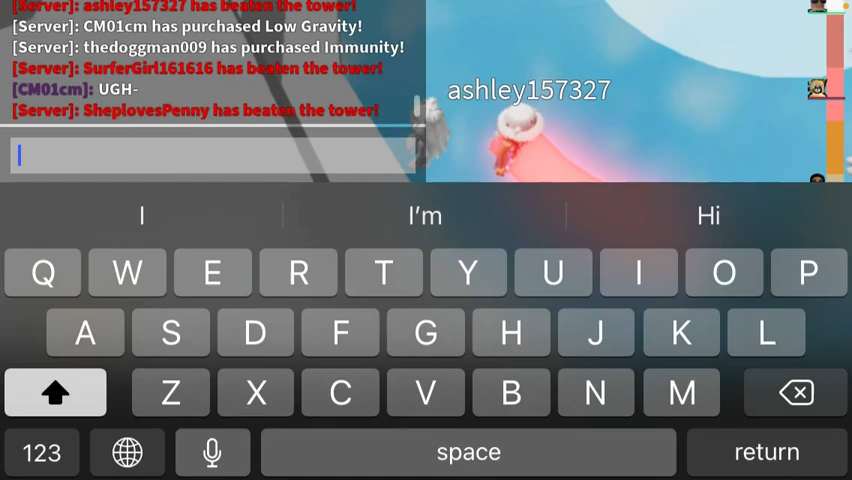 [Server]: ashley157327 has beaten the tower!
[Server]: CM01cm has purchased Low Gravity!
[Server]: thedoggman009 has purchased Immunity!
[Server]: SurferGirl161616 has beaten the tower!
[CM01cm]: UGH-
[Server]: SheplovesPenny has beaten the tower!
ashley157327
I I’m Hi
Q W E R T Y U I O P
A S D F G H J K L
Z X C V B N M
123 space return